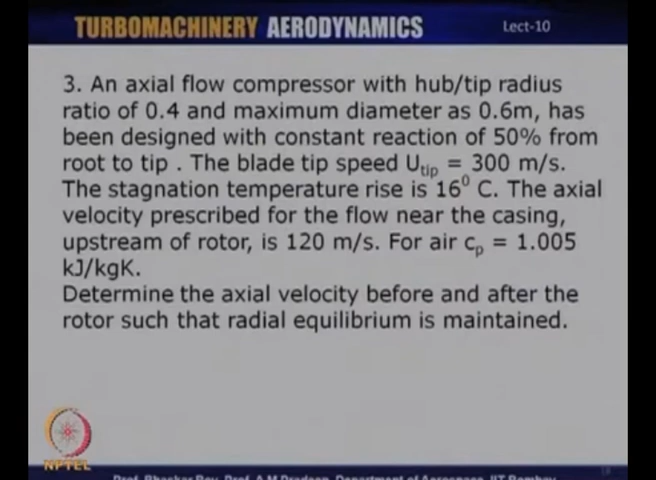 TURBOMACHINERY AERODYNAMICS
Lect-10
3. An axial flow compressor with hub/tip radius
ratio of 0.4 and maximum diameter as 0.6m, has
been designed with constant reaction of 50% from
root to tip . The blade tip speed Utip = 300 m/s.
The stagnation temperature rise is 16⁰ C. The axial
velocity prescribed for the flow near the casing,
upstream of rotor, is 120 m/s. For air cp = 1.005
kJ/kgK.
Determine the axial velocity before and after the
rotor such that radial equilibrium is maintained.
NPTEL